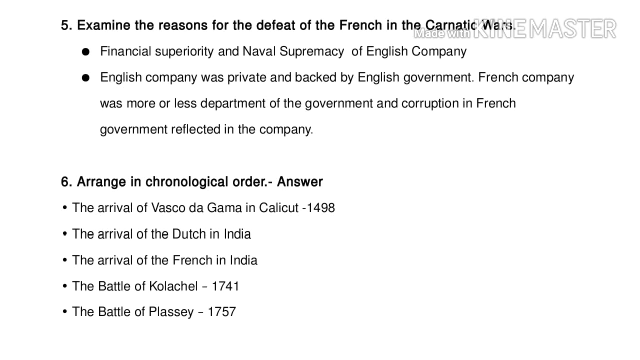 5. Examine the reasons for the defeat of the French in the Carnatic Wars.
Made with KINEMASTER
● Financial superiority and Naval Supremacy of English Company
● English company was private and backed by English government. French company
was more or less department of the government and corruption in French
government reflected in the company.
6. Arrange in chronological order.- Answer
• The arrival of Vasco da Gama in Calicut -1498
• The arrival of the Dutch in India
• The arrival of the French in India
• The Battle of Kolachel – 1741
• The Battle of Plassey – 1757